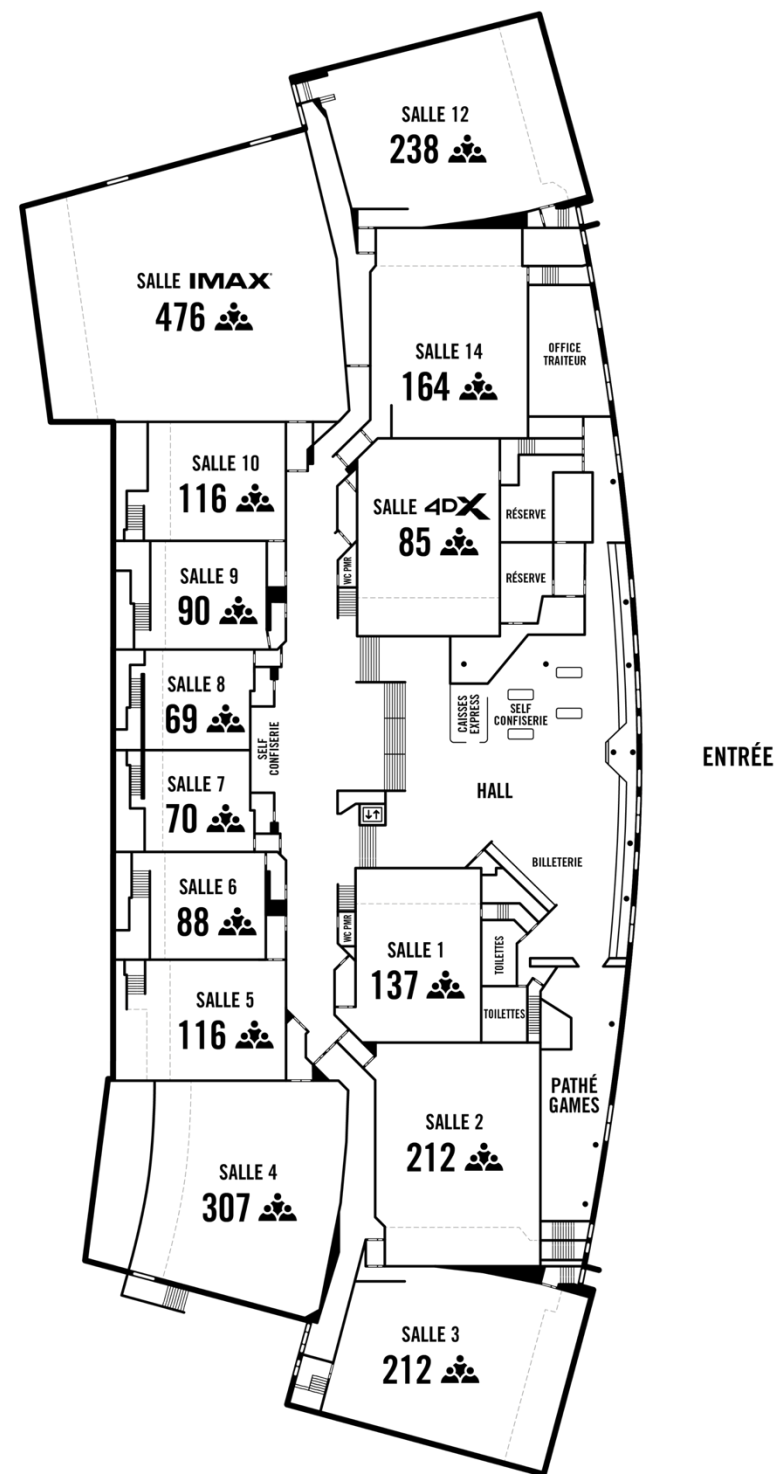 SALLE 12
238
SALLE IMAX
476
SALLE 14
164
OFFICE
TRAITEUR
SALLE 10
116
SALLE 4DX
85
RÉSERVE
WC PMR
SALLE 9
90
RÉSERVE
SALLE 8
69
SELF
CONFISERIE
CAISSES
EXPRESS
SELF
CONFISERIE
ENTRÉE
SALLE 7
70
HALL
BILLETERIE
SALLE 6
88
WC PMR
SALLE 1
137
TOILETTES
SALLE 5
116
TOILETTES
PATHÉ
GAMES
SALLE 2
212
SALLE 4
307
SALLE 3
212